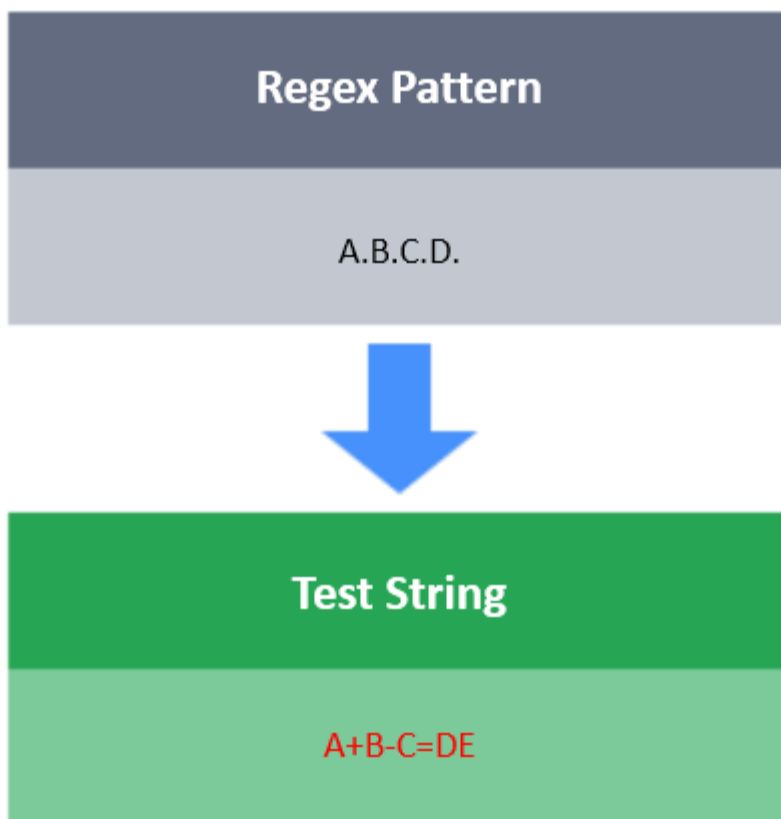 Regex Pattern
A.B.C.D.
Test String
A+B-C=DE